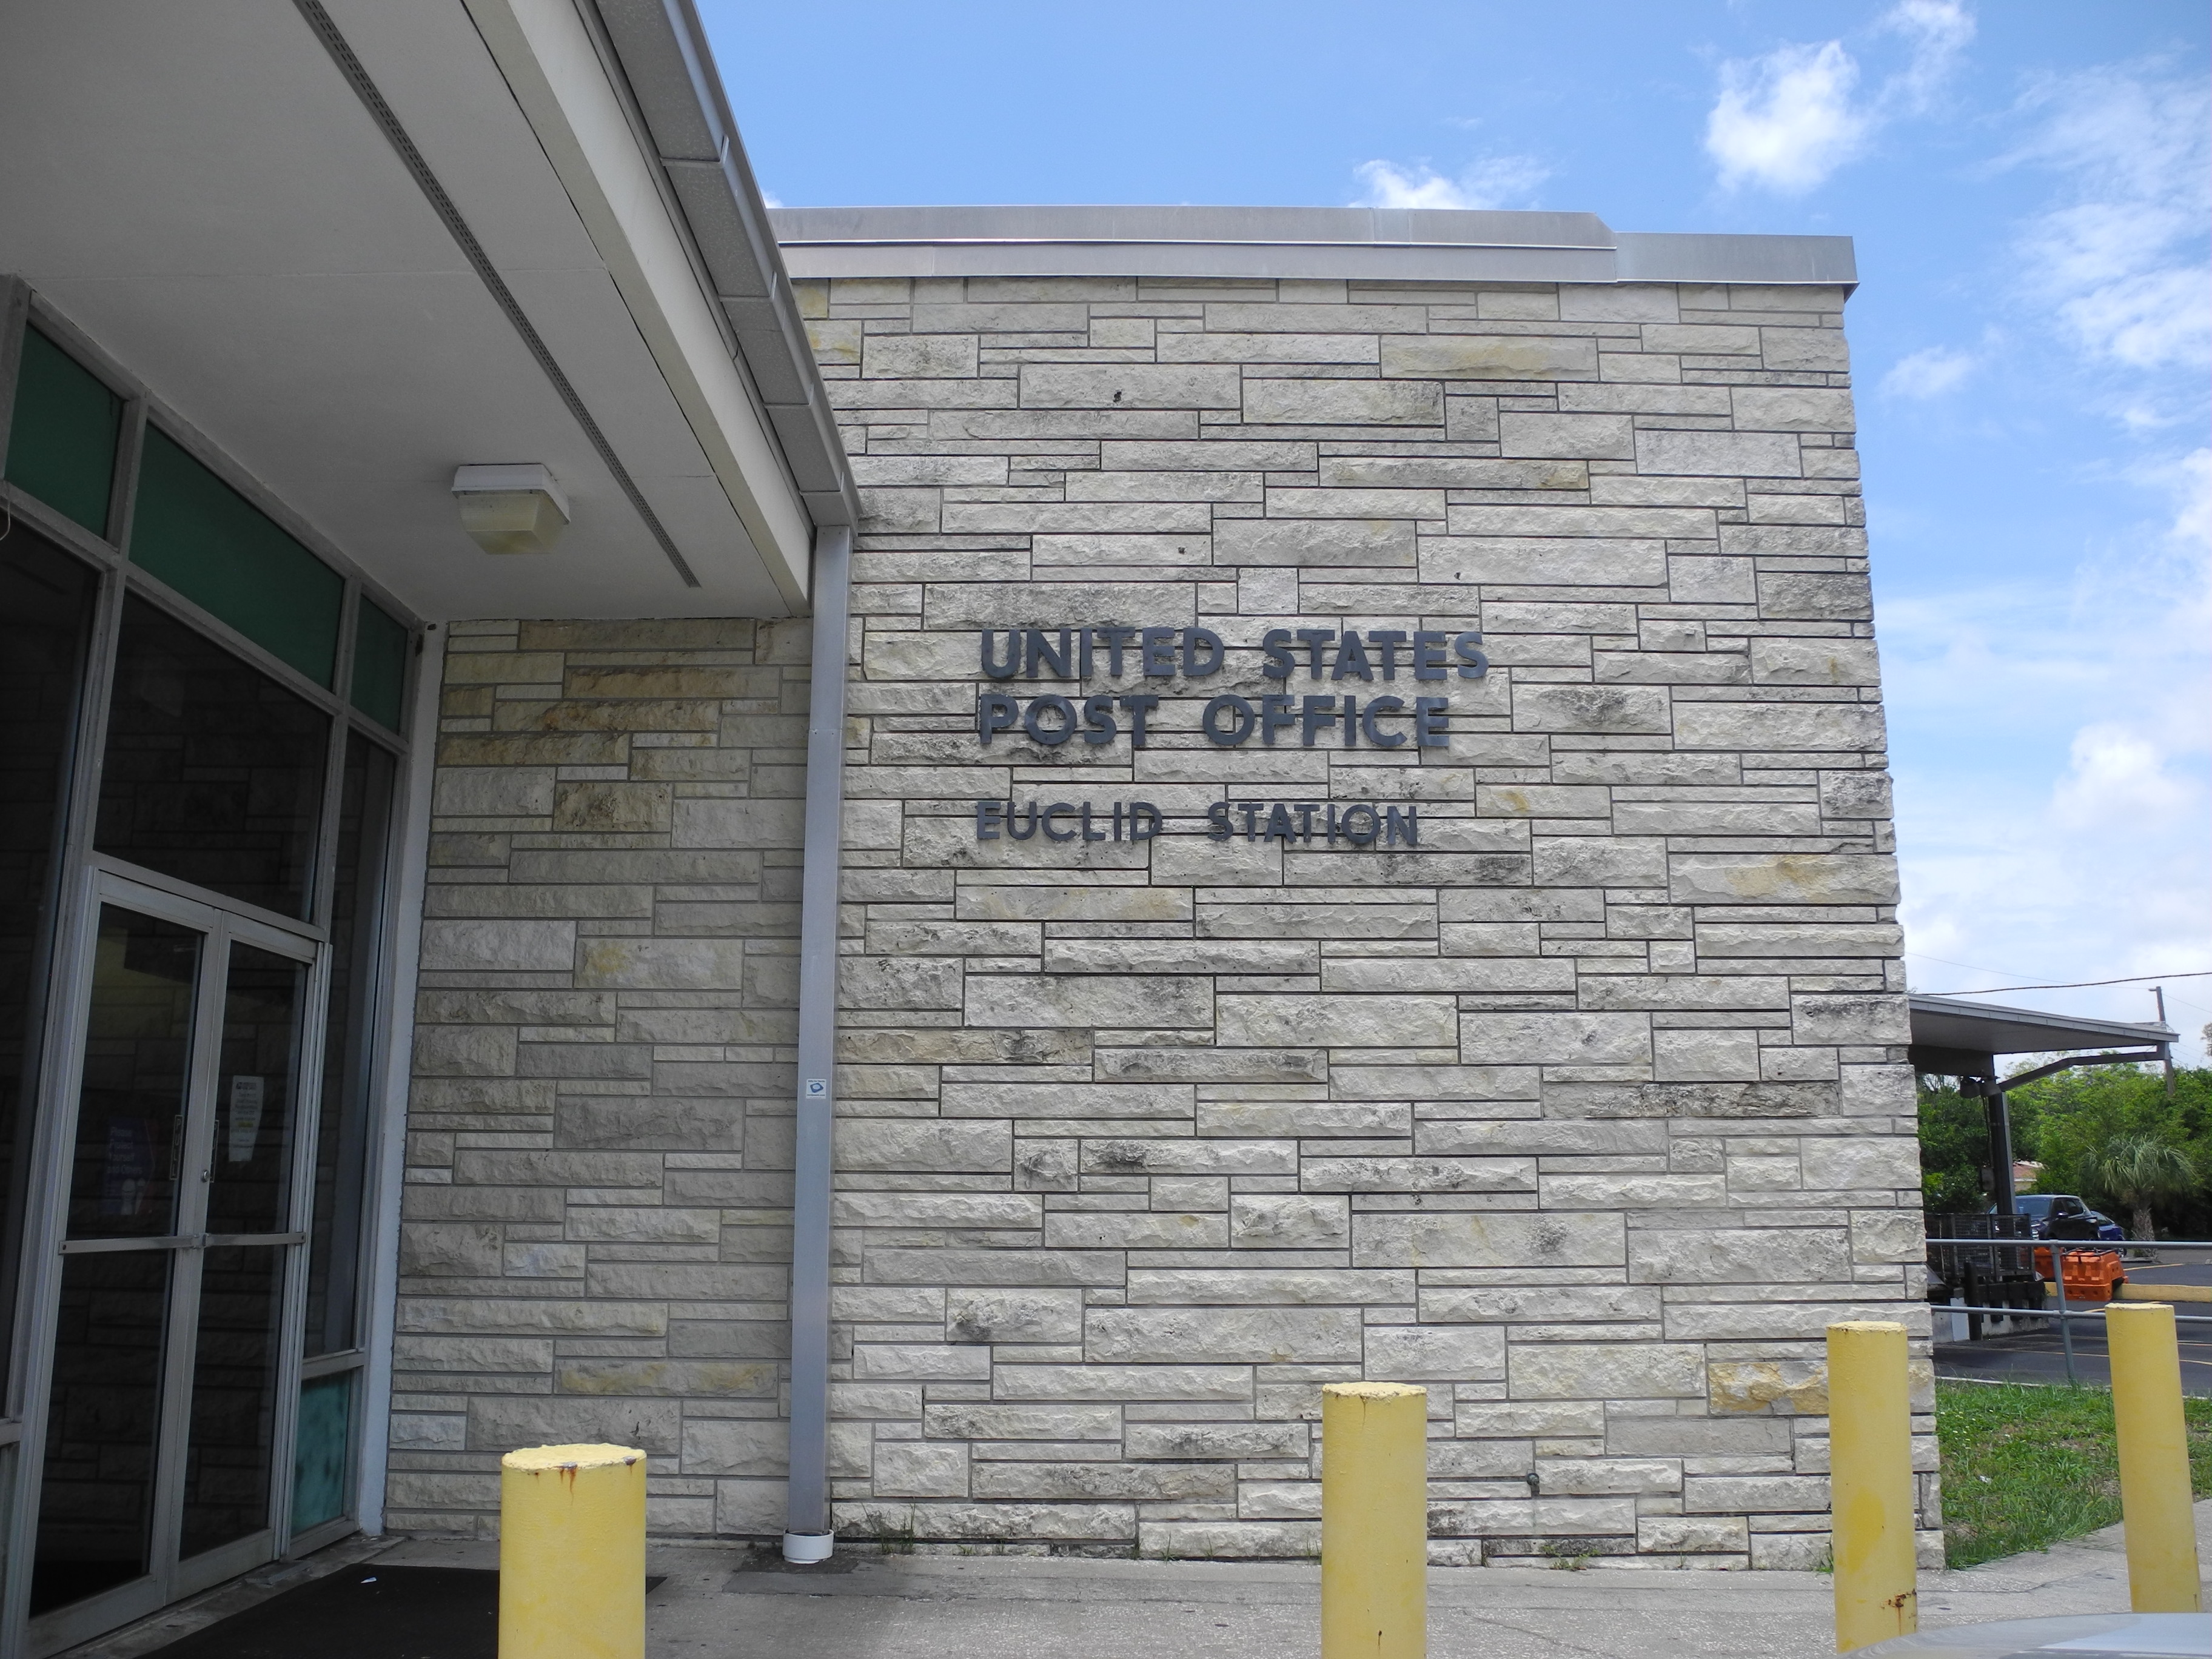 UNITED STATES
POST OFFICE
EUCLID STATION